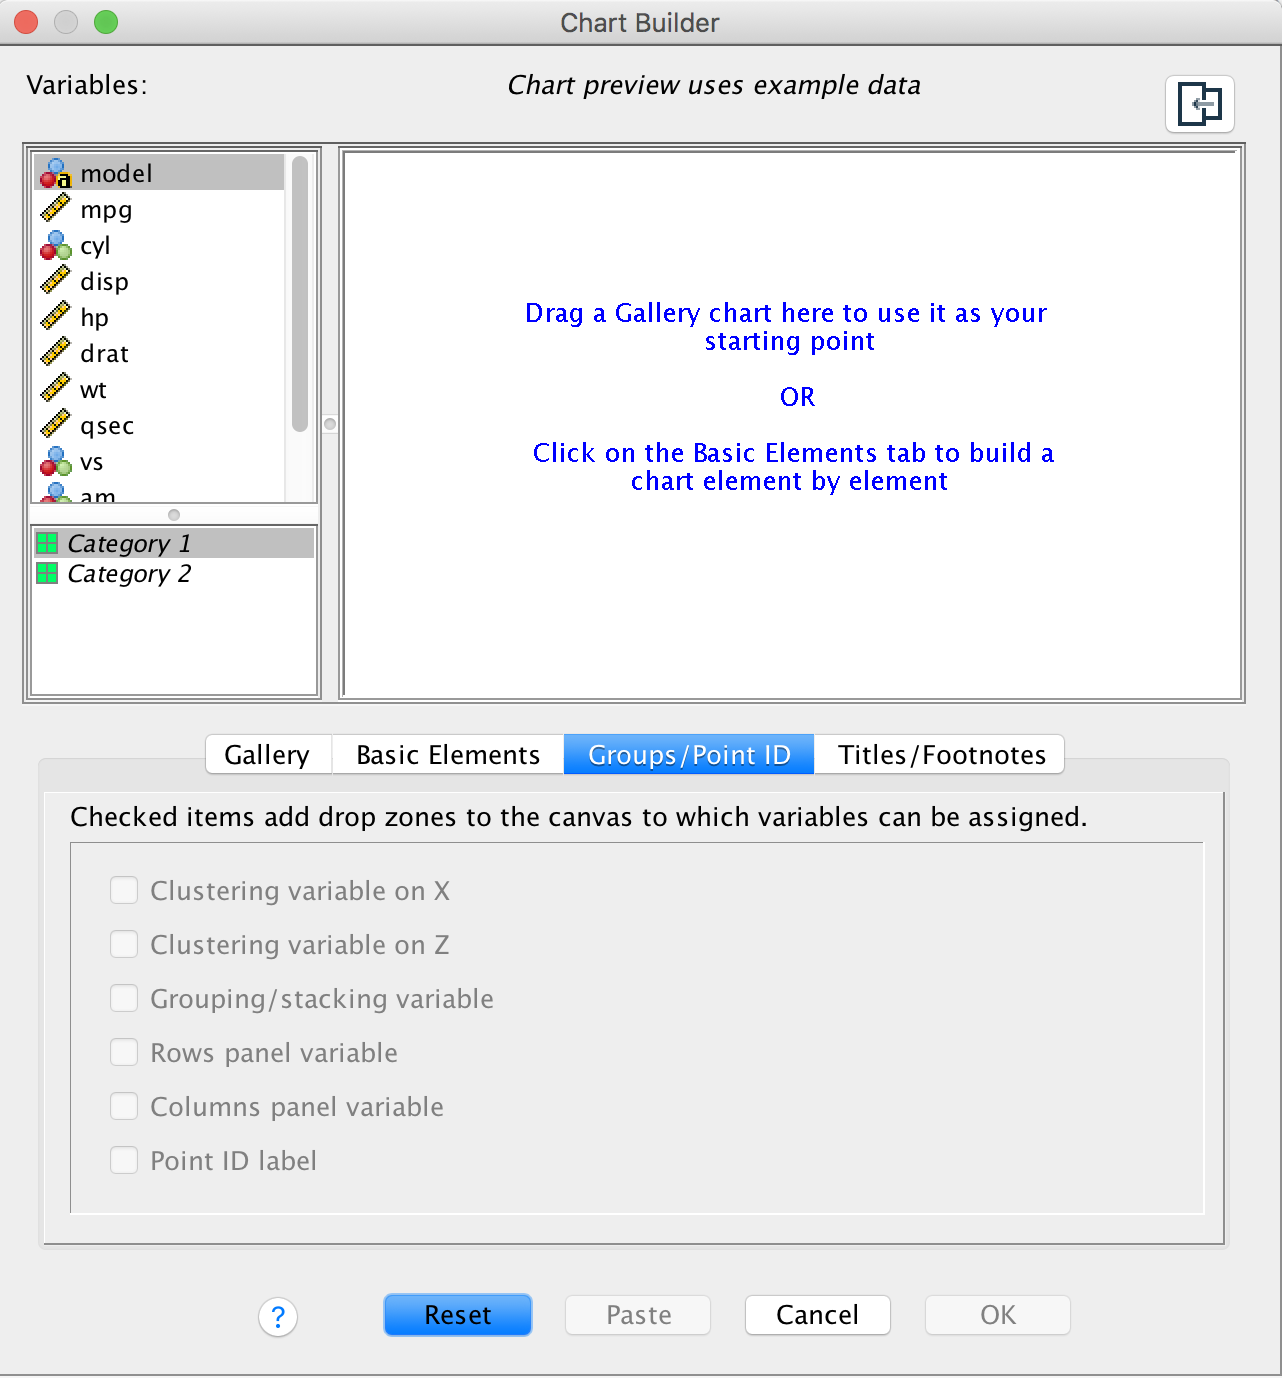 Chart Builder
Variables:
Chart preview uses example data
a
model
mpg
cyl
disp
hp
drat
wt
qsec
vs
am
Category 1
Category 2
Drag a Gallery chart here to use it as your
starting point
OR
Click on the Basic Elements tab to build a
chart element by element
Gallery
Basic Elements
Groups/Point ID
Titles/Footnotes
Checked items add drop zones to the canvas to which variables can be assigned.
Clustering variable on X
Clustering variable on Z
Grouping/stacking variable
Rows panel variable
Columns panel variable
Point ID label
?
Reset
Paste
Cancel
OK